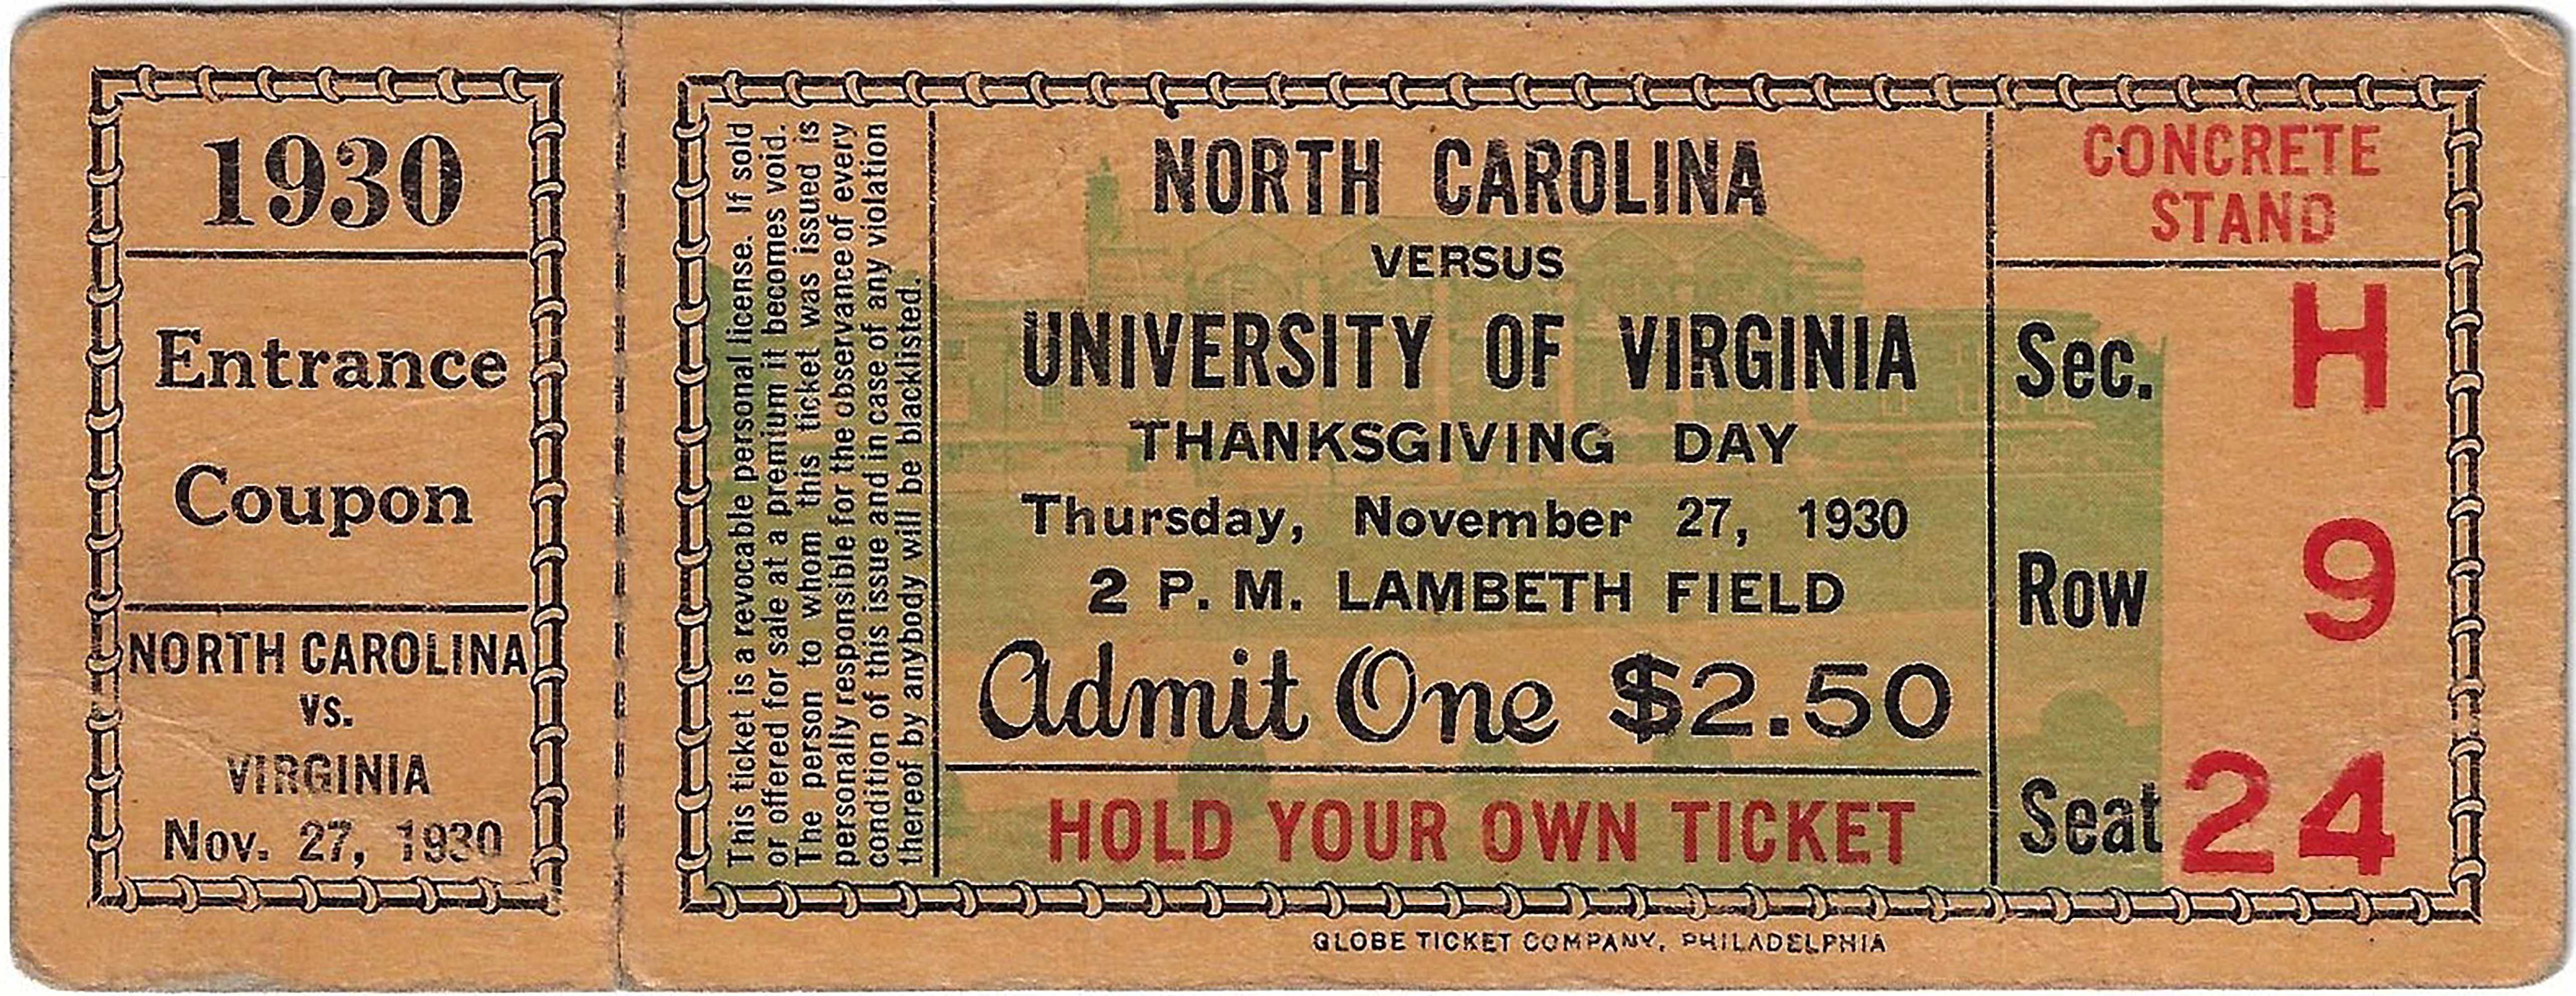 1930
Entrance
Coupon
NORTH CAROLINA
VS.
VIRGINIA
Nov. 27, 1930
This ticket is a revocable personal license. If sold
or offered for sale at a premium it becomes void.
The person to whom this ticket was issued is
personally responsible for the observance of every
condition of this issue and in case of any violation
thereof by anybody will be blacklisted.
NORTH CAROLINA
VERSUS
UNIVERSITY OF VIRGINIA
THANKSGIVING DAY
Thursday, November 27, 1930
2 P. M. LAMBETH FIELD
Admit One $2.50
HOLD YOUR OWN TICKET
CONCRETE
STAND
Sec. H
Row 9
Seat 24
GLOBE TICKET COMPANY, PHILADELPHIA